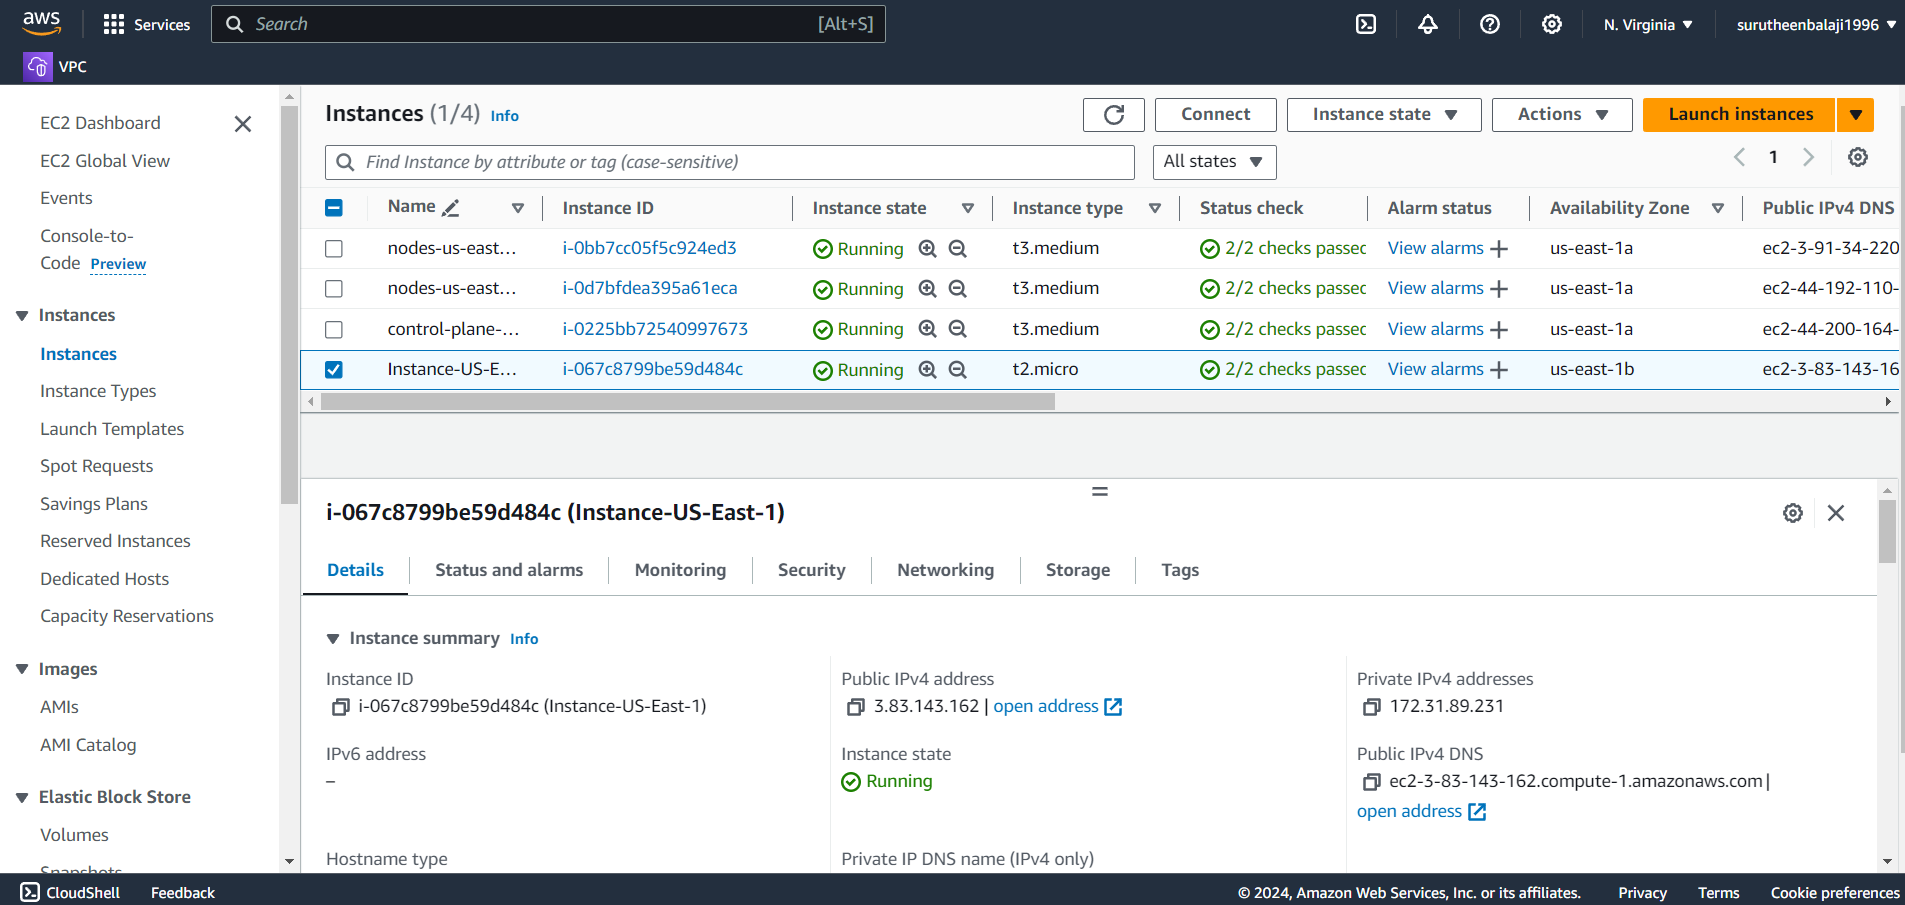 aws
Services
Search
[Alt+S]
N. Virginia
surutheenbalaji1996
VPC
EC2 Dashboard
EC2 Global View
Events
Console-to-
Code Preview
Instances
Instances
Instance Types
Launch Templates
Spot Requests
Savings Plans
Reserved Instances
Dedicated Hosts
Capacity Reservations
Images
AMIs
AMI Catalog
Elastic Block Store
Volumes
Snapshots
Instances (1/4) Info
Connect
Instance state
Actions
Launch instances
Find Instance by attribute or tag (case-sensitive)
All states
1
Name Instance ID Instance state Instance type Status check Alarm status Availability Zone Public IPv4 DNS
nodes-us-east... i-0bb7cc05f5c924ed3 Running t3.medium 2/2 checks passec View alarms us-east-1a ec2-3-91-34-220
nodes-us-east... i-0d7bfdea395a61eca Running t3.medium 2/2 checks passec View alarms us-east-1a ec2-44-192-110-
control-plane-... i-0225bb72540997673 Running t3.medium 2/2 checks passec View alarms us-east-1a ec2-44-200-164-
Instance-US-E... i-067c8799be59d484c Running t2.micro 2/2 checks passec View alarms us-east-1b ec2-3-83-143-16
i-067c8799be59d484c (Instance-US-East-1)
Details Status and alarms Monitoring Security Networking Storage Tags
Instance summary Info
Instance ID
i-067c8799be59d484c (Instance-US-East-1)
Public IPv4 address
3.83.143.162 | open address
Private IPv4 addresses
172.31.89.231
IPv6 address
–
Instance state
Running
Public IPv4 DNS
ec2-3-83-143-162.compute-1.amazonaws.com |
open address
Hostname type
Private IP DNS name (IPv4 only)
CloudShell Feedback
© 2024, Amazon Web Services, Inc. or its affiliates. Privacy Terms Cookie preferences